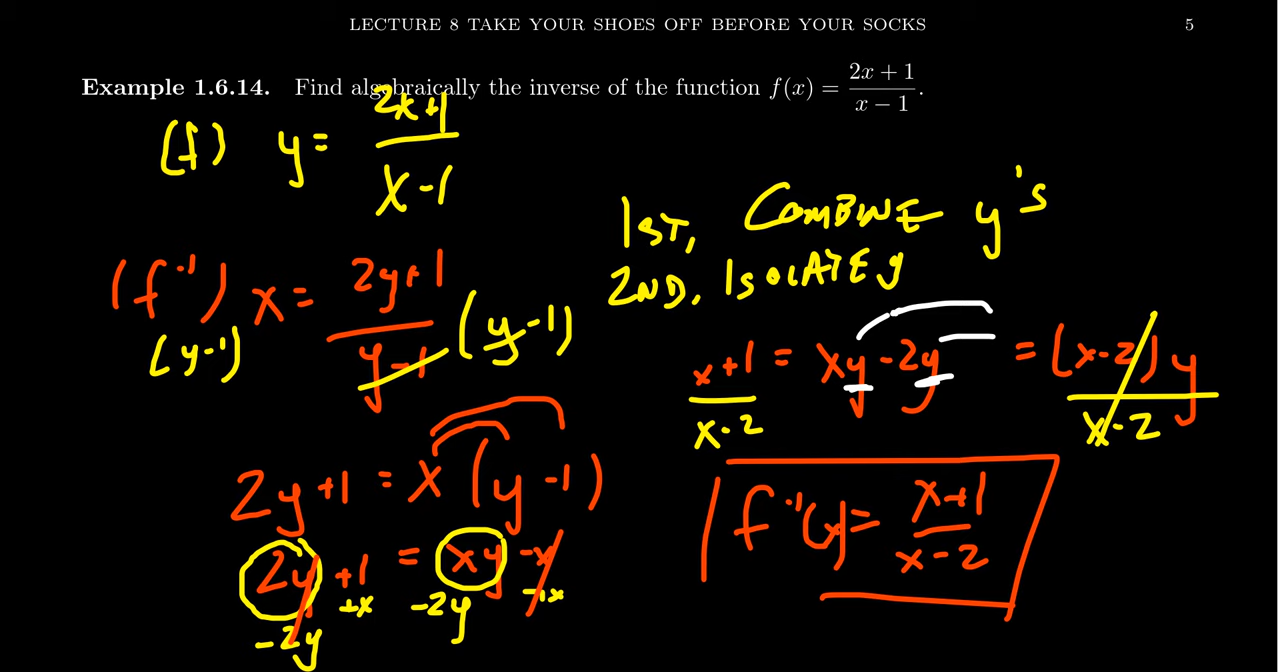 LECTURE 8 TAKE YOUR SHOES OFF BEFORE YOUR SOCKS 5
Example 1.6.14. Find algebraically the inverse of the function f(x) = (2x + 1)/(x − 1).
(f) y = (2x+1)/(x−1)
1ST, COMBINE y's
2ND, ISOLATE y
(f⁻¹) x = (2y+1)/(y−1) (y−1)
(y−1)
x+1 = xy − 2y = (x−2) y
x−2 x−2
2y+1 = x(y−1)
f⁻¹(x) = (x+1)/(x−2)
2y +1 = xy −x
−2y +x −2y +x